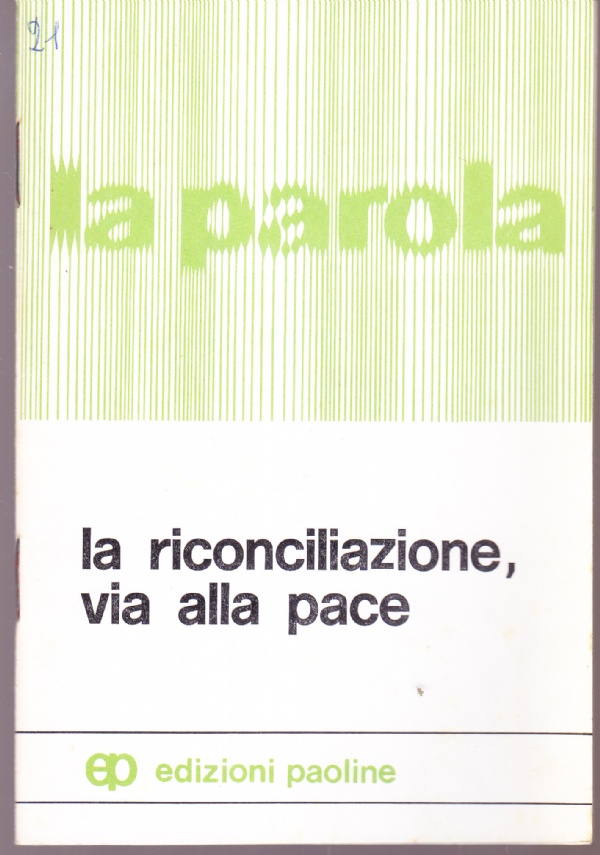 21
la parola
la riconciliazione,
via alla pace
ep edizioni paoline